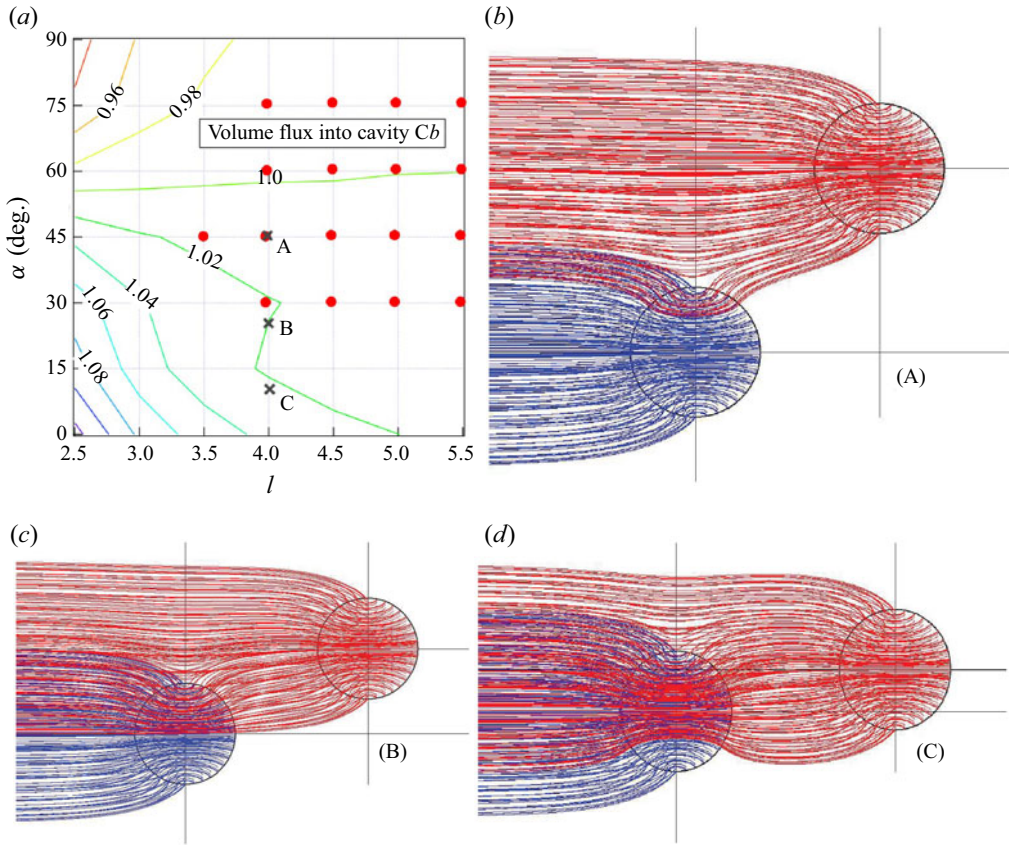 (a)
(b)
90
75
60
45
30
15
0
α (deg.)
0.96
0.98
Volume flux into cavity Cb
1.0
1.02
1.04
1.06
1.08
A
B
C
2.5 3.0 3.5 4.0 4.5 5.0 5.5
l
(A)
(c)
(d)
(B)
(C)